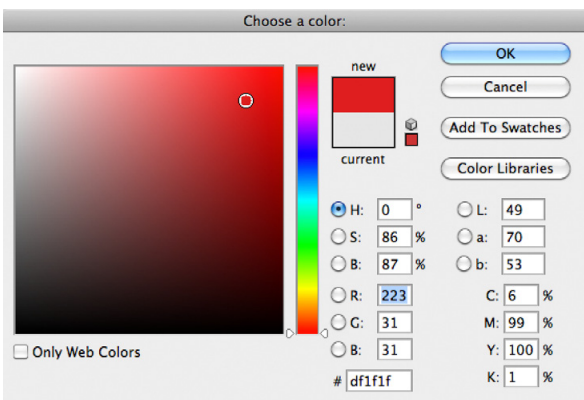 Choose a color:
new
current
OK
Cancel
Add To Swatches
Color Libraries
H: 0 °
S: 86 %
B: 87 %
R: 223
G: 31
B: 31
# df1f1f
L: 49
a: 70
b: 53
C: 6 %
M: 99 %
Y: 100 %
K: 1 %
Only Web Colors